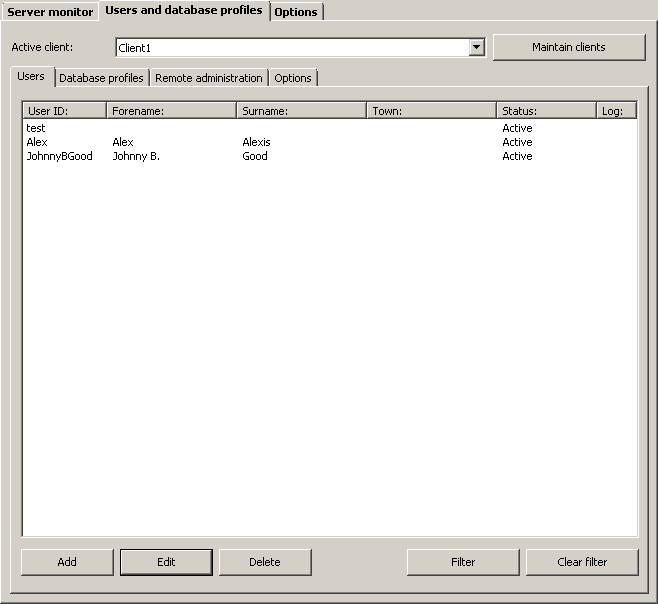 Server monitor Users and database profiles Options
Active client: Client1 Maintain clients
Users Database profiles Remote administration Options
User ID: Forename: Surname: Town: Status: Log:
test Active
Alex Alex Alexis Active
JohnnyBGood Johnny B. Good Active
Add Edit Delete Filter Clear filter